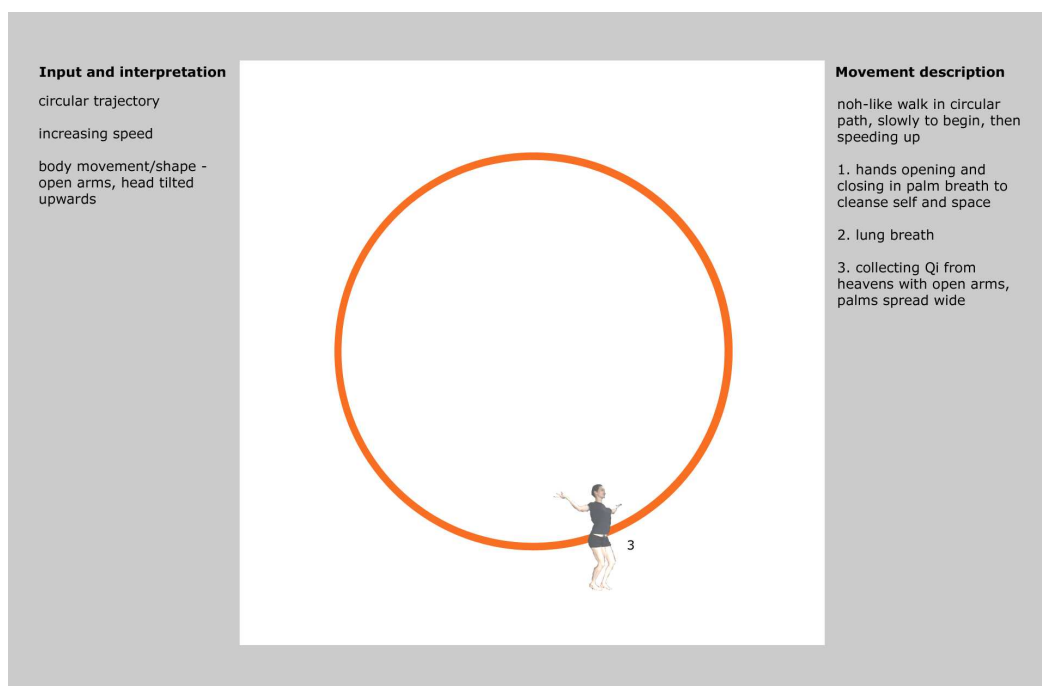 Input and interpretation
circular trajectory
increasing speed
body movement/shape -
open arms, head tilted
upwards
3
Movement description
noh-like walk in circular
path, slowly to begin, then
speeding up
1. hands opening and
closing in palm breath to
cleanse self and space
2. lung breath
3. collecting Qi from
heavens with open arms,
palms spread wide